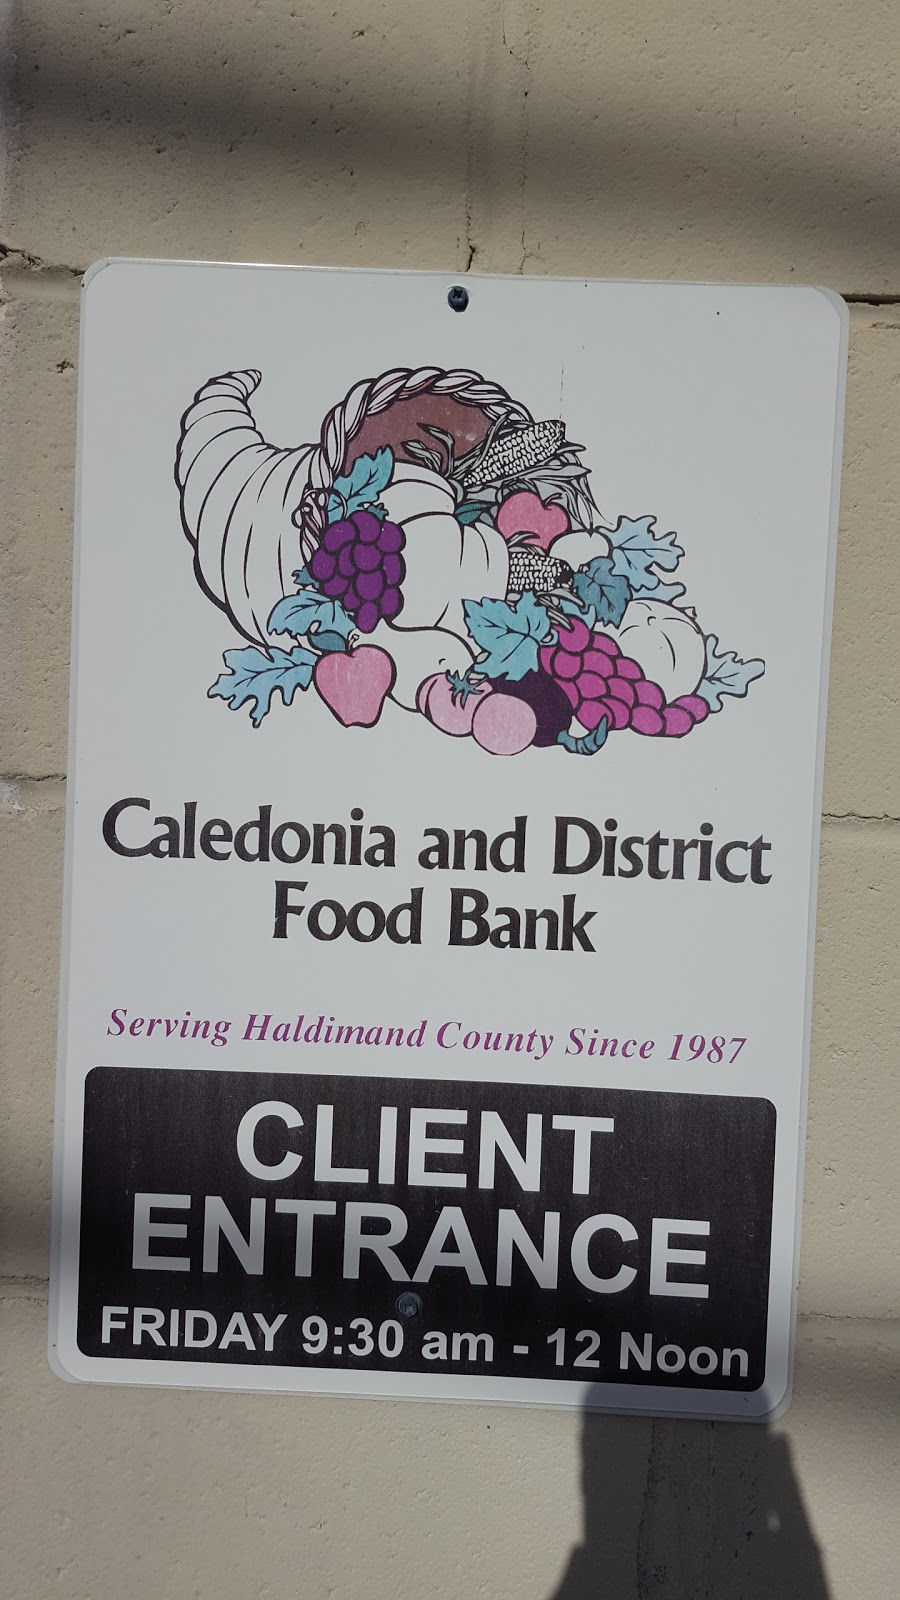 Caledonia and District
Food Bank
Serving Haldimand County Since 1987
CLIENT
ENTRANCE
FRIDAY 9:30 am - 12 Noon